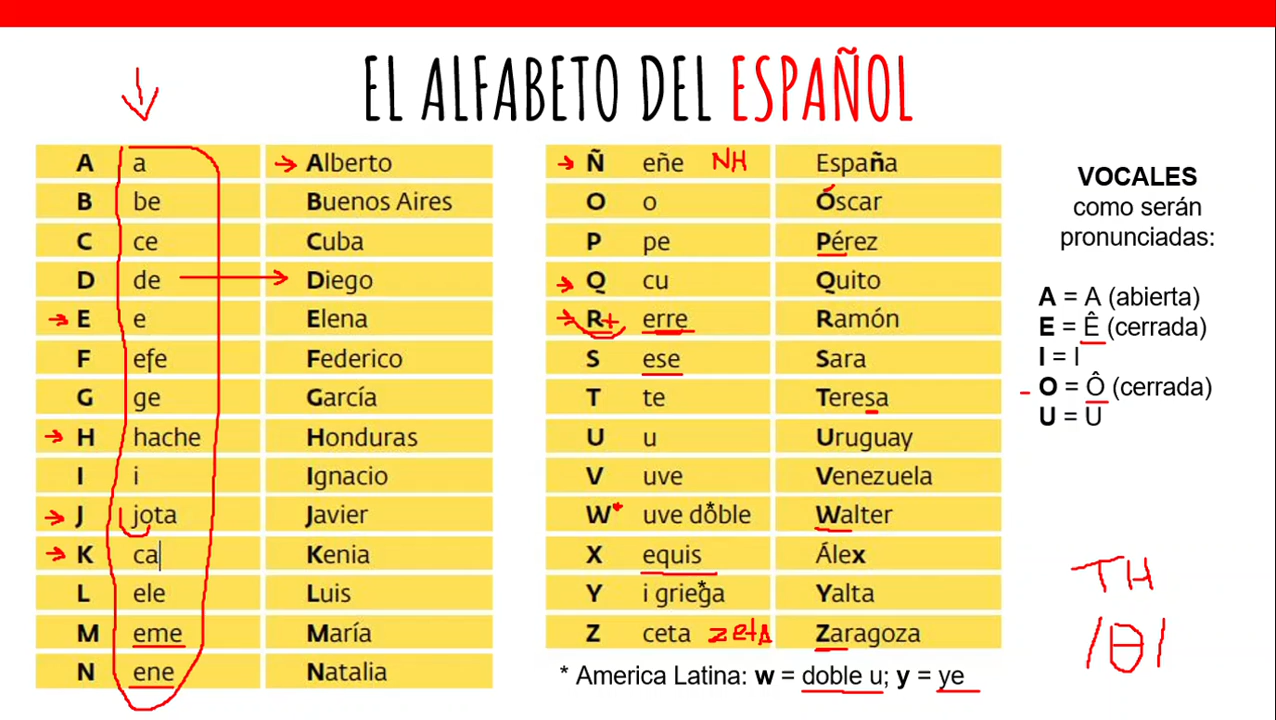 EL ALFABETO DEL ESPAÑOL
A a Alberto
B be Buenos Aires
C ce Cuba
D de Diego
E e Elena
F efe Federico
G ge García
H hache Honduras
I i Ignacio
J jota Javier
K ca Kenia
L ele Luis
M eme María
N ene Natalia
Ñ eñe NH España
O o Óscar
P pe Pérez
Q cu Quito
R+ erre Ramón
S ese Sara
T te Teresa
U u Uruguay
V uve Venezuela
W* uve doble* Walter
X equis Álex
Y i griega* Yalta
Z ceta zetA Zaragoza
* America Latina: w = doble u; y = ye
VOCALES
como serán
pronunciadas:
A = A (abierta)
E = Ê (cerrada)
I = I
O = Ô (cerrada)
U = U
TH
/θ/